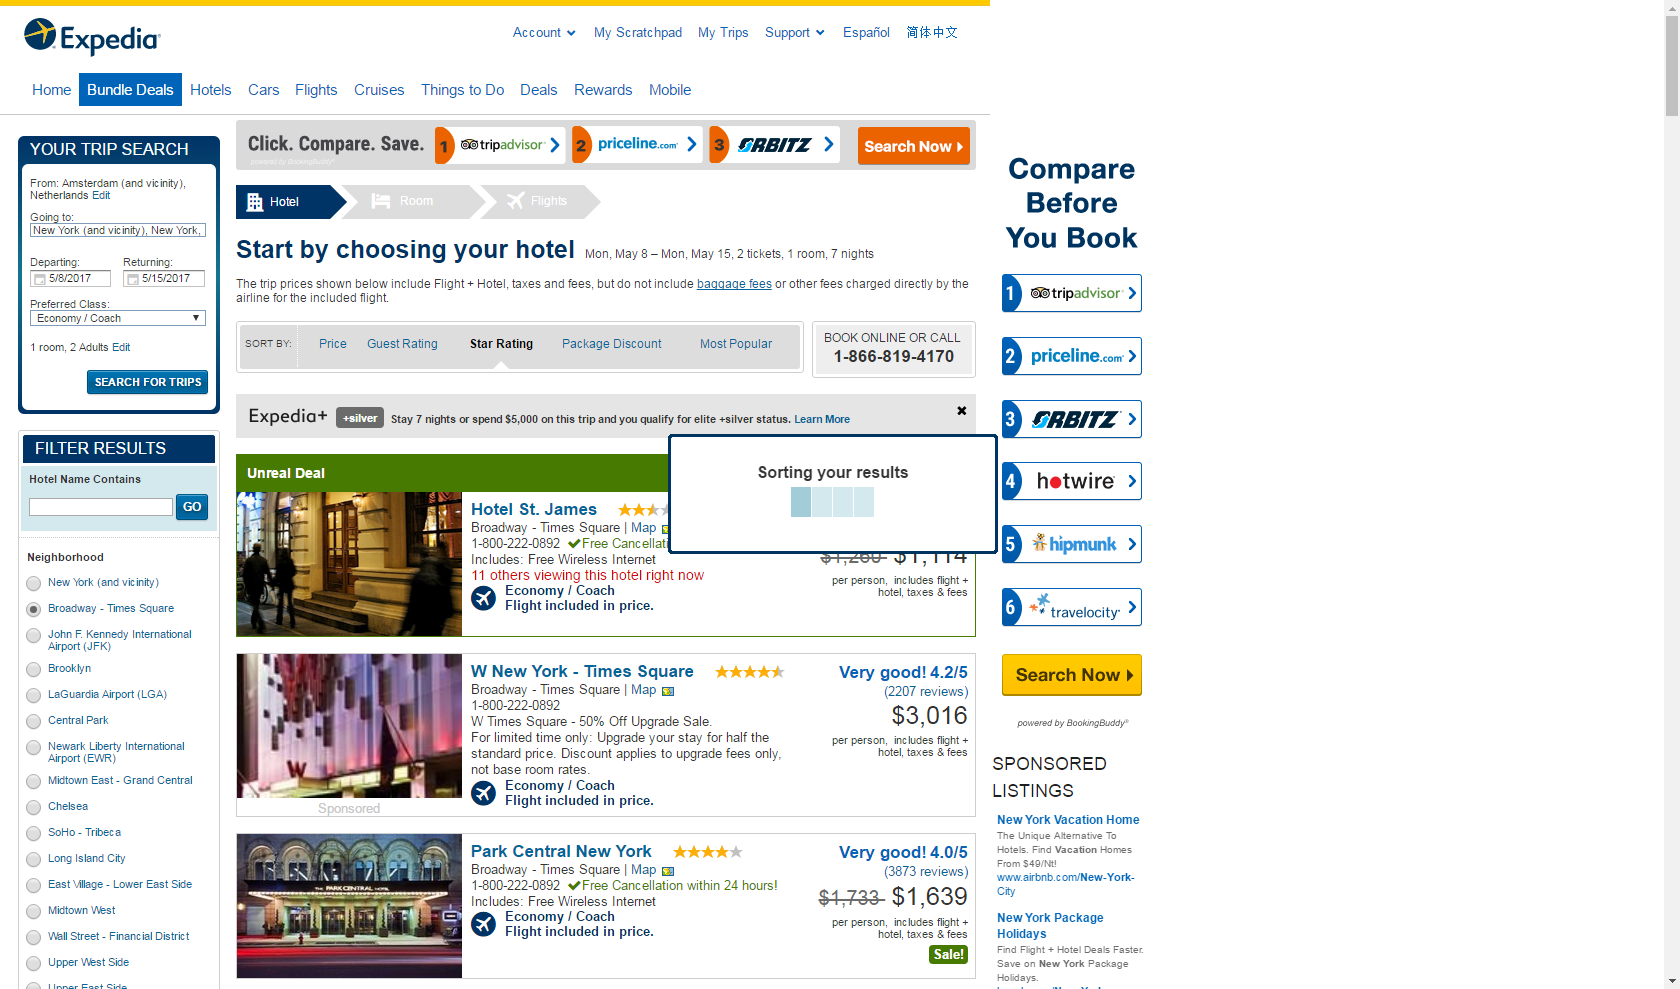 Expedia
Account
My Scratchpad
My Trips
Support
Español
简体中文
Home
Bundle Deals
Hotels
Cars
Flights
Cruises
Things to Do
Deals
Rewards
Mobile
YOUR TRIP SEARCH
From: Amsterdam (and vicinity),
Netherlands Edit
Going to:
New York (and vicinity), New York,
Departing:
Returning:
5/8/2017
5/15/2017
Preferred Class:
Economy / Coach
1 room, 2 Adults Edit
SEARCH FOR TRIPS
FILTER RESULTS
Hotel Name Contains
GO
Neighborhood
New York (and vicinity)
Broadway - Times Square
John F. Kennedy International
Airport (JFK)
Brooklyn
LaGuardia Airport (LGA)
Central Park
Newark Liberty International
Airport (EWR)
Midtown East - Grand Central
Chelsea
SoHo - Tribeca
Long Island City
East Village - Lower East Side
Midtown West
Wall Street - Financial District
Upper West Side
Upper East Side
Click. Compare. Save.
powered by BookingBuddy®
1 tripadvisor
2 priceline.com
3 ORBITZ
Search Now
Hotel
Room
Flights
Start by choosing your hotel
Mon, May 8 – Mon, May 15, 2 tickets, 1 room, 7 nights
The trip prices shown below include Flight + Hotel, taxes and fees, but do not include baggage fees or other fees charged directly by the
airline for the included flight.
SORT BY:
Price
Guest Rating
Star Rating
Package Discount
Most Popular
BOOK ONLINE OR CALL
1-866-819-4170
Expedia+
+silver
Stay 7 nights or spend $5,000 on this trip and you qualify for elite +silver status. Learn More
Sorting your results
Unreal Deal
Hotel St. James
Broadway - Times Square | Map
1-800-222-0892
Free Cancellati
Includes: Free Wireless Internet
11 others viewing this hotel right now
Economy / Coach
Flight included in price.
$1,260 $1,114
per person, includes flight +
hotel, taxes & fees
W New York - Times Square
Broadway - Times Square | Map
1-800-222-0892
W Times Square - 50% Off Upgrade Sale.
For limited time only: Upgrade your stay for half the
standard price. Discount applies to upgrade fees only,
not base room rates.
Economy / Coach
Flight included in price.
Sponsored
Very good! 4.2/5
(2207 reviews)
$3,016
per person, includes flight +
hotel, taxes & fees
Park Central New York
Broadway - Times Square | Map
1-800-222-0892
Free Cancellation within 24 hours!
Includes: Free Wireless Internet
Economy / Coach
Flight included in price.
THE PARK CENTRAL HOTEL
Very good! 4.0/5
(3873 reviews)
$1,733 $1,639
per person, includes flight +
hotel, taxes & fees
Sale!
Compare
Before
You Book
1 tripadvisor
2 priceline.com
3 ORBITZ
4 hotwire
5 hipmunk
6 travelocity
Search Now
powered by BookingBuddy®
SPONSORED
LISTINGS
New York Vacation Home
The Unique Alternative To
Hotels. Find Vacation Homes
From $49/Nt!
www.airbnb.com/New-York-
City
New York Package
Holidays
Find Flight + Hotel Deals Faster.
Save on New York Package
Holidays.